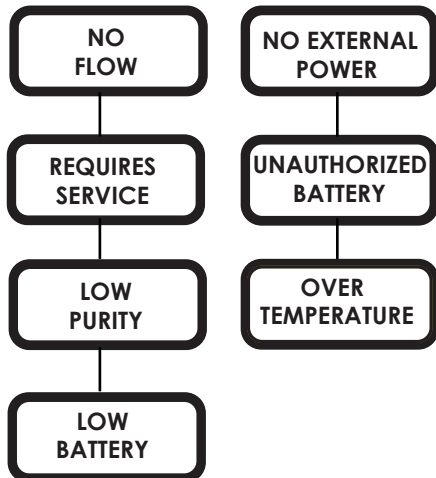 NO
FLOW
REQUIRES
SERVICE
LOW
PURITY
LOW
BATTERY
NO EXTERNAL
POWER
UNAUTHORIZED
BATTERY
OVER
TEMPERATURE